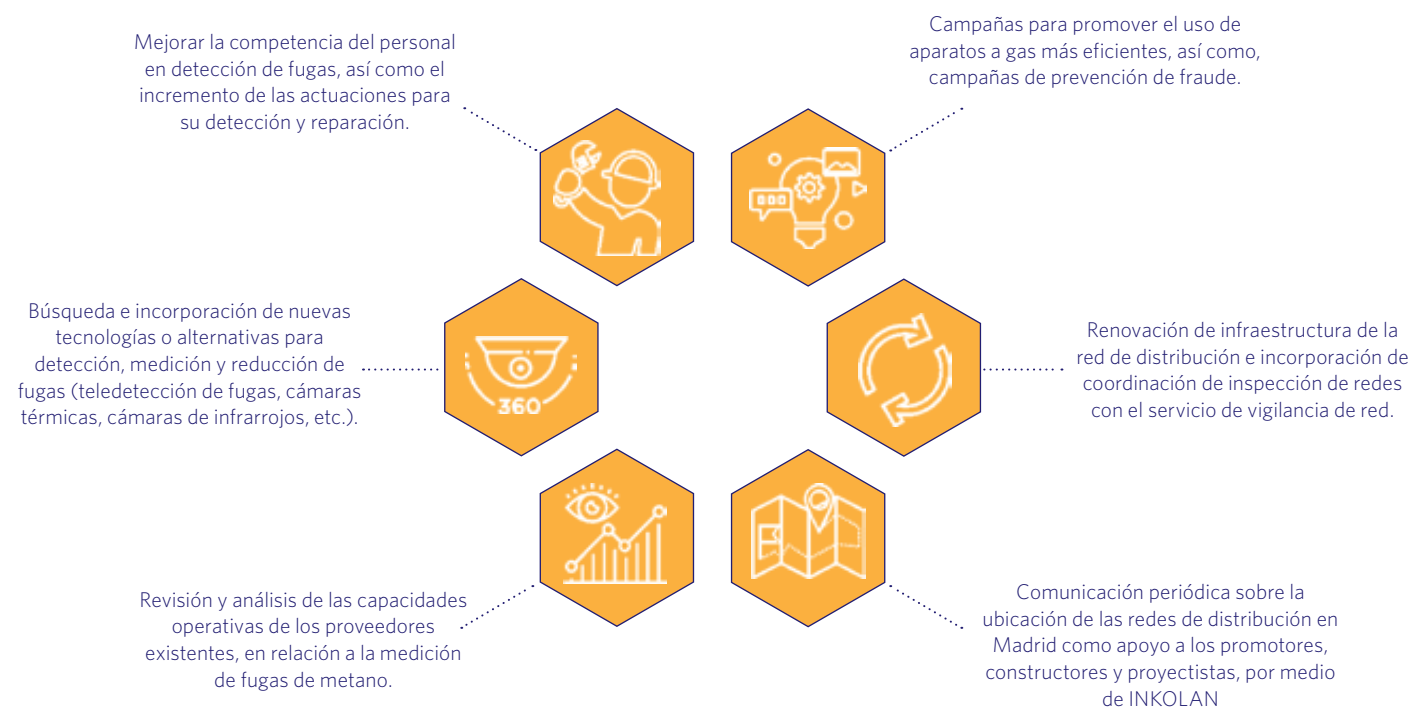 Mejorar la competencia del personal
en detección de fugas, así como el
incremento de las actuaciones para
su detección y reparación.
Campañas para promover el uso de
aparatos a gas más eficientes, así como,
campañas de prevención de fraude.
Búsqueda e incorporación de nuevas
tecnologías o alternativas para
detección, medición y reducción de
fugas (teledetección de fugas, cámaras
térmicas, cámaras de infrarrojos, etc.).
360
Renovación de infraestructura de la
red de distribución e incorporación de
coordinación de inspección de redes
con el servicio de vigilancia de red.
Revisión y análisis de las capacidades
operativas de los proveedores
existentes, en relación a la medición
de fugas de metano.
Comunicación periódica sobre la
ubicación de las redes de distribución en
Madrid como apoyo a los promotores,
constructores y proyectistas, por medio
de INKOLAN